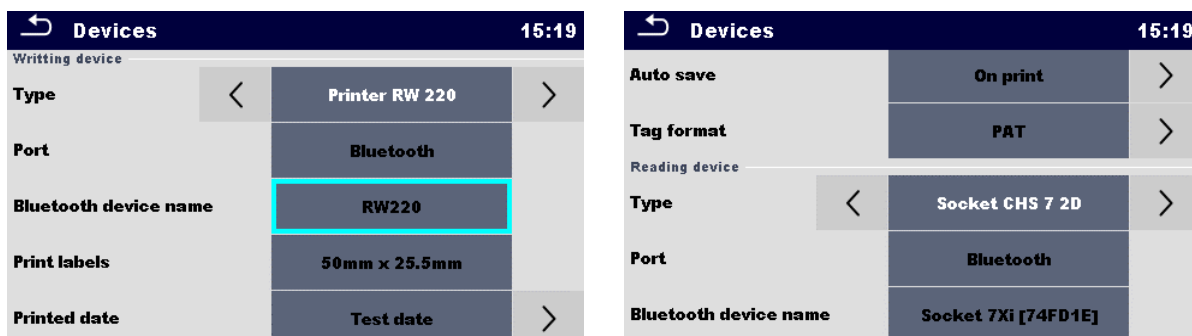 Devices 15:19
Writting device
Type Printer RW 220
Port Bluetooth
Bluetooth device name RW220
Print labels 50mm x 25.5mm
Printed date Test date
Devices 15:19
Auto save On print
Tag format PAT
Reading device
Type Socket CHS 7 2D
Port Bluetooth
Bluetooth device name Socket 7Xi [74FD1E]